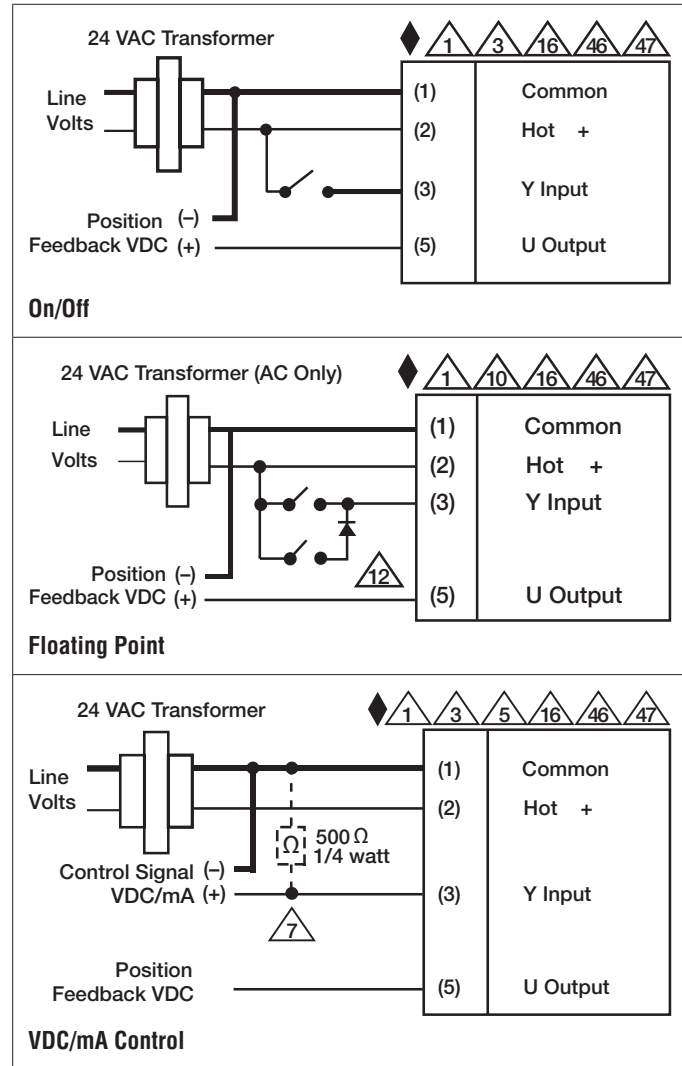 24 VAC Transformer
1 3 16 46 47
Line
Volts
(1) Common
(2) Hot +
(3) Y Input
Position (–)
Feedback VDC (+)
(5) U Output
On/Off
24 VAC Transformer (AC Only)
1 10 16 46 47
Line
Volts
(1) Common
(2) Hot +
(3) Y Input
12
Position (–)
Feedback VDC (+)
(5) U Output
Floating Point
24 VAC Transformer
1 3 5 16 46 47
Line
Volts
(1) Common
(2) Hot +
Ω 500 Ω
1/4 watt
Control Signal (–)
VDC/mA (+)
(3) Y Input
7
Position
Feedback VDC
(5) U Output
VDC/mA Control